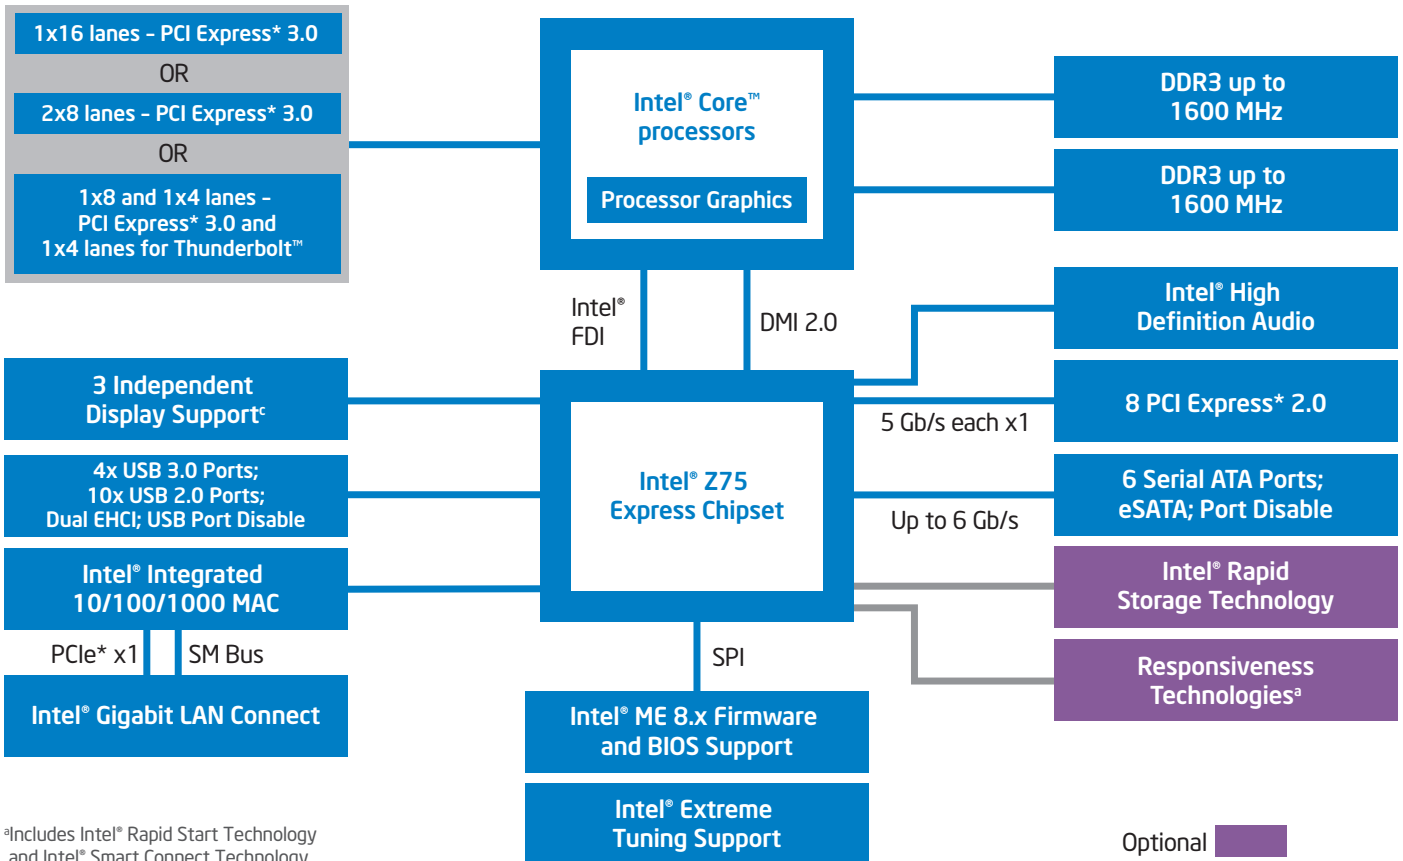 1x16 lanes – PCI Express* 3.0
OR
2x8 lanes – PCI Express* 3.0
OR
1x8 and 1x4 lanes –
PCI Express* 3.0 and
1x4 lanes for Thunderbolt™
Intel® Core™
processors
Processor Graphics
DDR3 up to
1600 MHz
DDR3 up to
1600 MHz
Intel®
FDI
DMI 2.0
Intel® High
Definition Audio
3 Independent
Display Supportᶜ
5 Gb/s each x1
8 PCI Express* 2.0
4x USB 3.0 Ports;
10x USB 2.0 Ports;
Dual EHCI; USB Port Disable
Intel® Z75
Express Chipset
Up to 6 Gb/s
6 Serial ATA Ports;
eSATA; Port Disable
Intel® Integrated
10/100/1000 MAC
Intel® Rapid
Storage Technology
PCIe* x1
SM Bus
SPI
Responsiveness
Technologiesᵃ
Intel® Gigabit LAN Connect
Intel® ME 8.x Firmware
and BIOS Support
Intel® Extreme
Tuning Support
ᵃIncludes Intel® Rapid Start Technology
and Intel® Smart Connect Technology
Optional